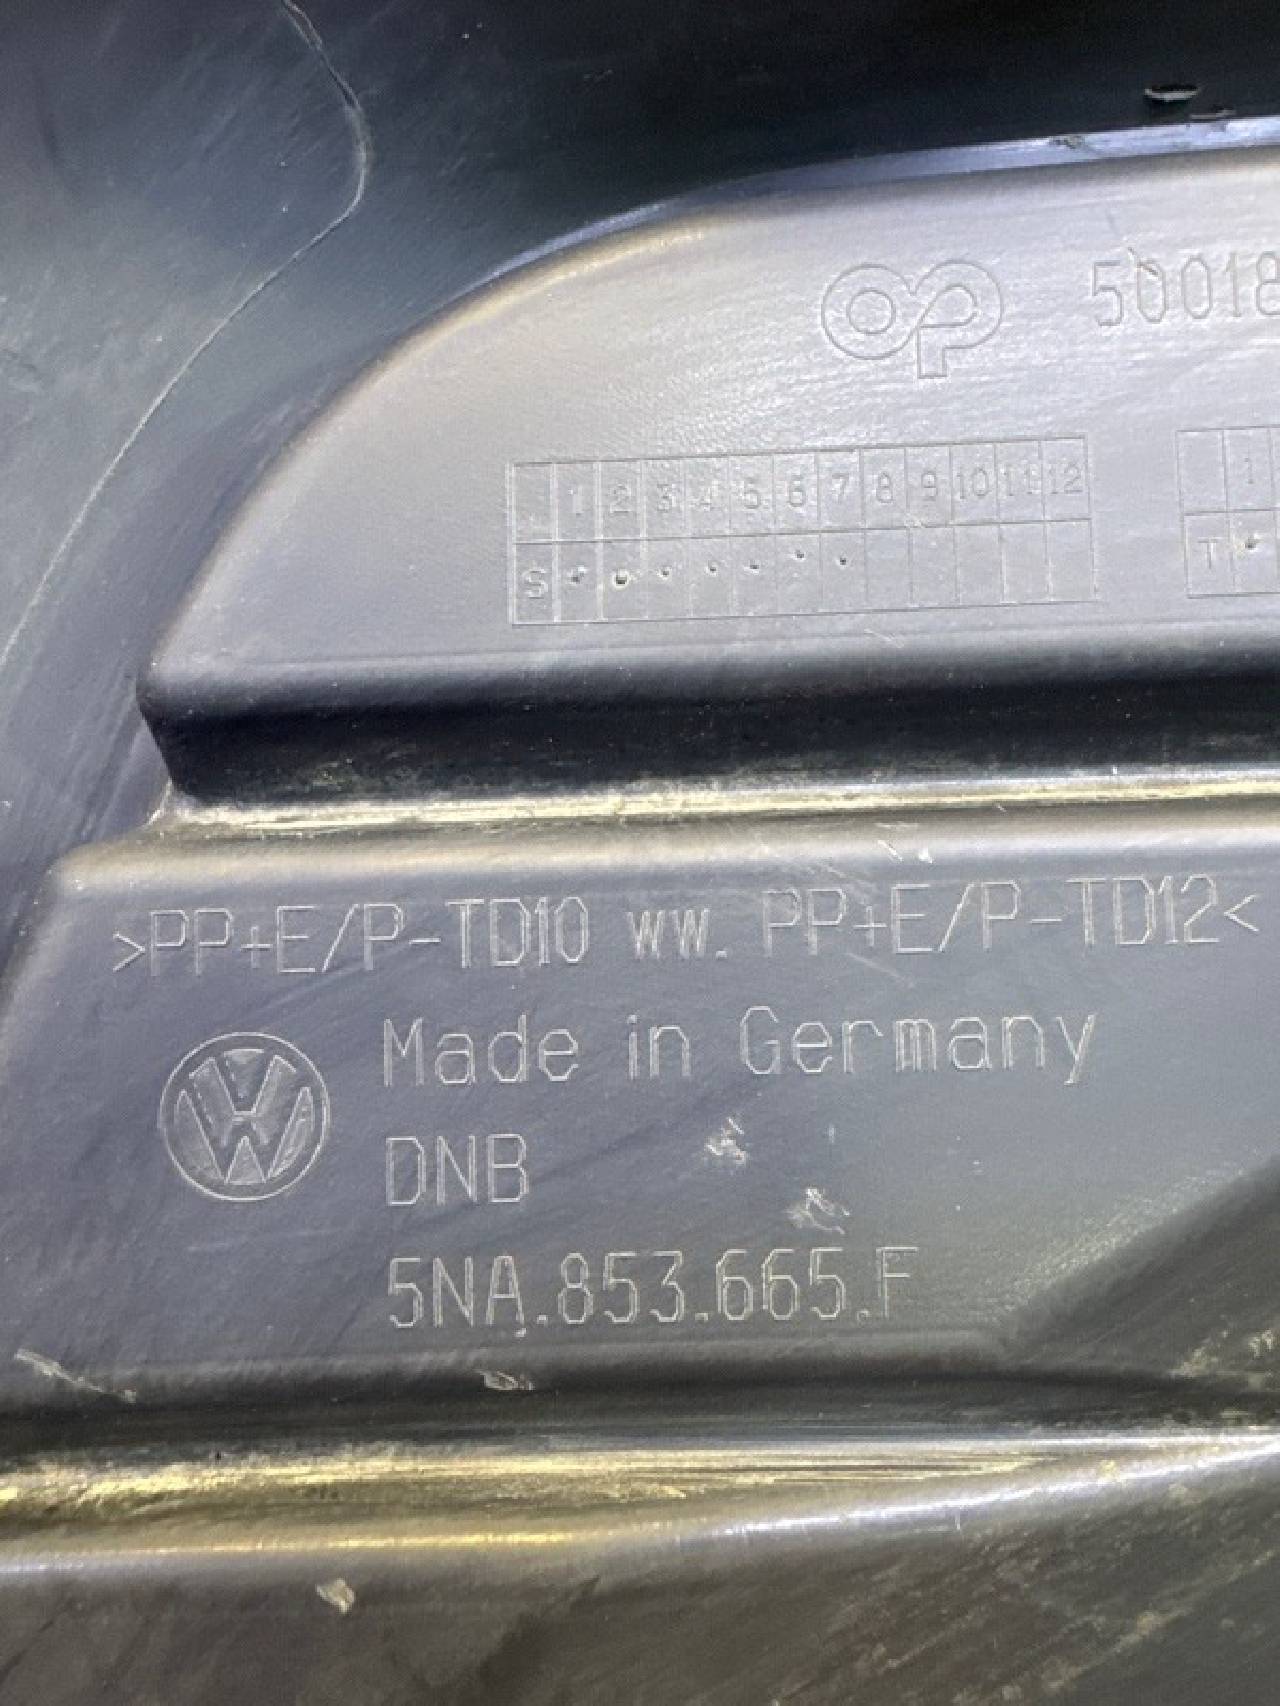 OP 50018
1 2 3 4 5 6 7 8 9 10 11 12
S
1
T
>PP+E/P-TD10 ww. PP+E/P-TD12<
Made in Germany
DNB
5NA.853.665.F